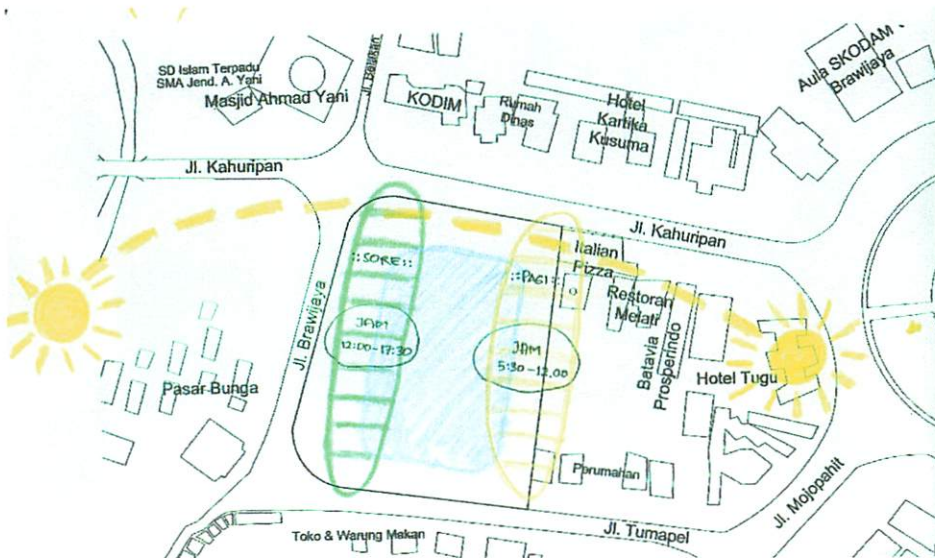 SD Islam Terpadu
SMA Jend. A. Yani
Masjid Ahmad Yani
Jl. Belakan
KODIM
Rumah
Dinas
Hotel
Kartika
Kusuma
Aula SKODAM
Brawijaya
Jl. Kahuripan
Jl. Kahuripan
::SORE::
JAM
12:00-17:30
::PAGI::
JAM
5:30-12.00
Italian
Pizza
Restoran
Melati
Batavia
Prosperindo
Hotel Tugu
Jl. Brawijaya
Pasar Bunga
Perumahan
Jl. Mojopahit
Jl. Tumapel
Toko & Warung Makan